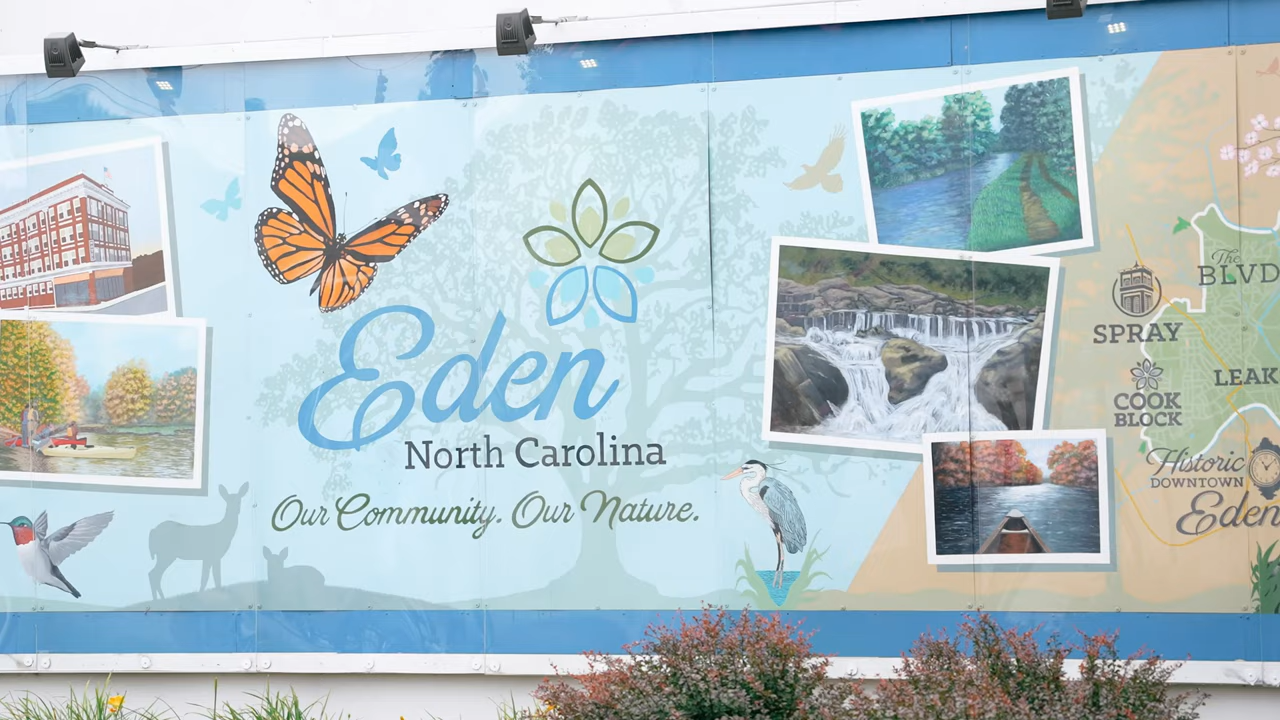 Eden
North Carolina
Our Community. Our Nature.
The
BLVD
SPRAY
LEAK
COOK
BLOCK
Historic
DOWNTOWN
Eden